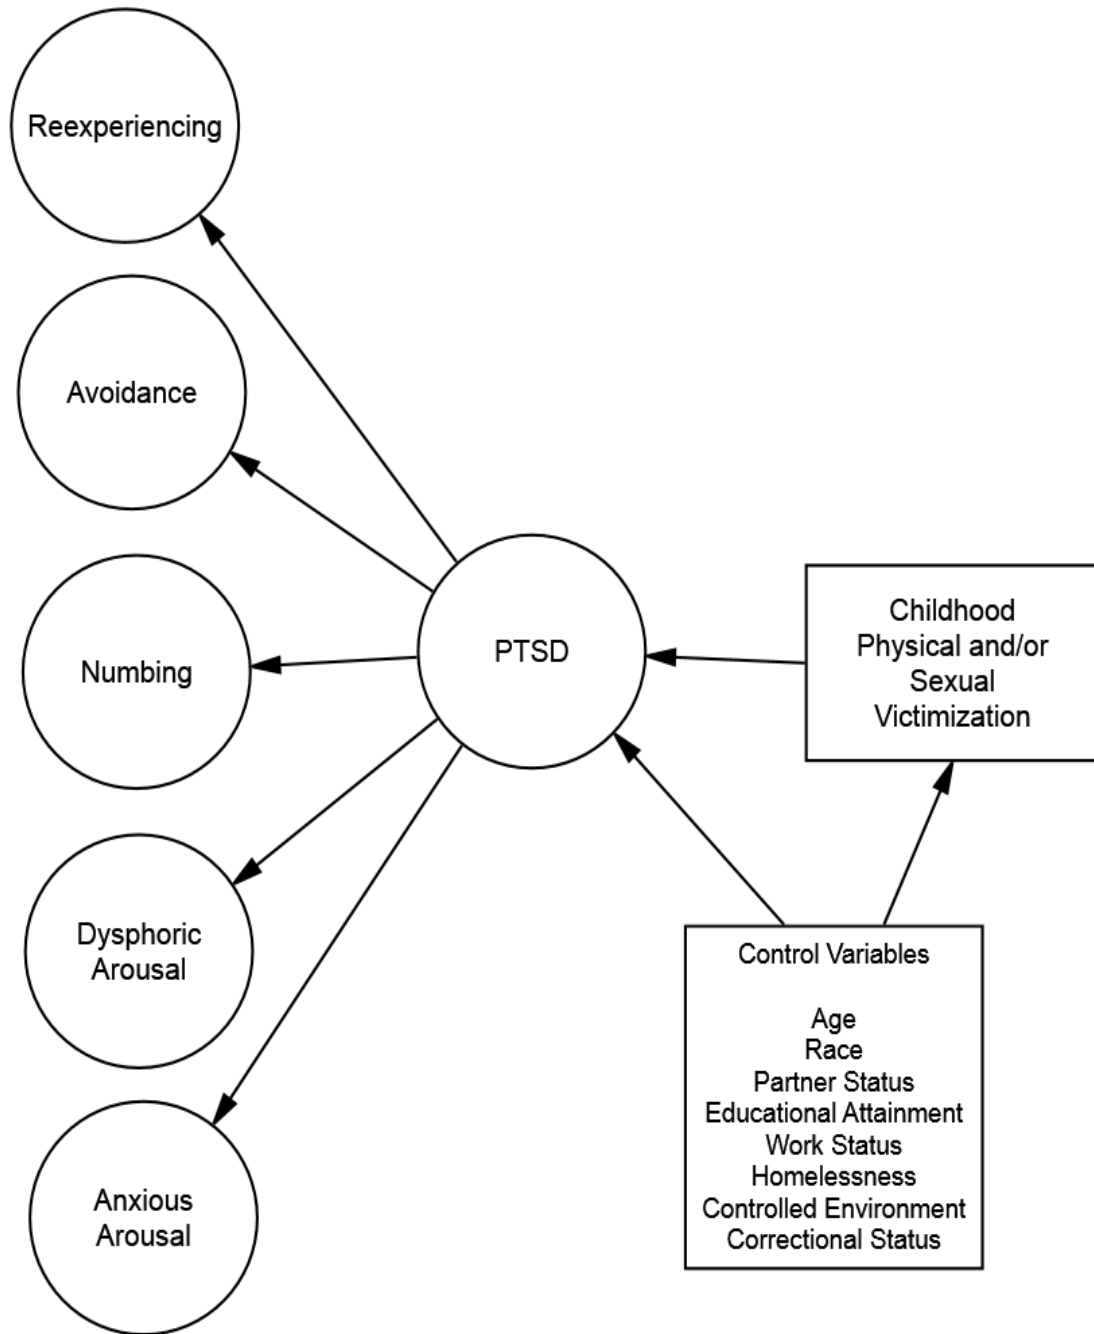 Reexperiencing
Avoidance
Numbing
Dysphoric
Arousal
Anxious
Arousal
PTSD
Childhood
Physical and/or
Sexual
Victimization
Control Variables
Age
Race
Partner Status
Educational Attainment
Work Status
Homelessness
Controlled Environment
Correctional Status